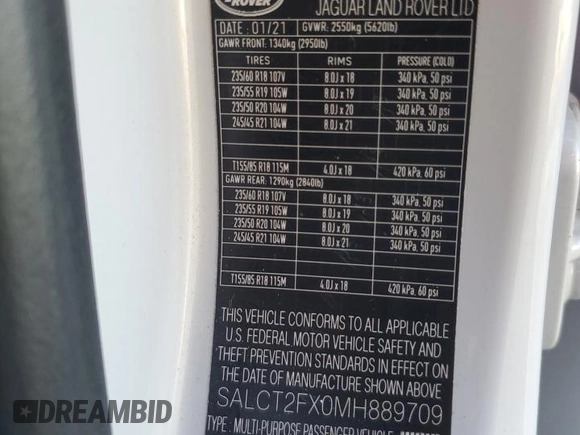 ROVER
JAGUAR LAND ROVER LTD
DATE : 01/21 GVWR: 2550kg (5620lb)
GAWR FRONT: 1340kg (2950lb)
TIRES RIMS PRESSURE (COLD)
235/60 R18 107V 8.0J x 18 340 kPa, 50 psi
235/55 R19 105W 8.0J x 19 340 kPa, 50 psi
235/50 R20 104W 8.0J x 20 340 kPa, 50 psi
245/45 R21 104W 8.0J x 21 340 kPa, 50 psi
T155/85 R18 115M 4.0J x 18 420 kPa, 60 psi
GAWR REAR: 1290kg (2840lb)
235/60 R18 107V 8.0J x 18 340 kPa, 50 psi
235/55 R19 105W 8.0J x 19 340 kPa, 50 psi
235/50 R20 104W 8.0J x 20 340 kPa, 50 psi
245/45 R21 104W 8.0J x 21 340 kPa, 50 psi
T155/85 R18 115M 4.0J x 18 420 kPa, 60 psi
THIS VEHICLE CONFORMS TO ALL APPLICABLE
U.S. FEDERAL MOTOR VEHICLE SAFETY AND
THEFT PREVENTION STANDARDS IN EFFECT ON
THE DATE OF MANUFACTURE SHOWN ABOVE
SALCT2FX0MH889709
TYPE : MULTI-PURPOSE PASSENGER VEHICLE
DealerCheck
dealercheck.me